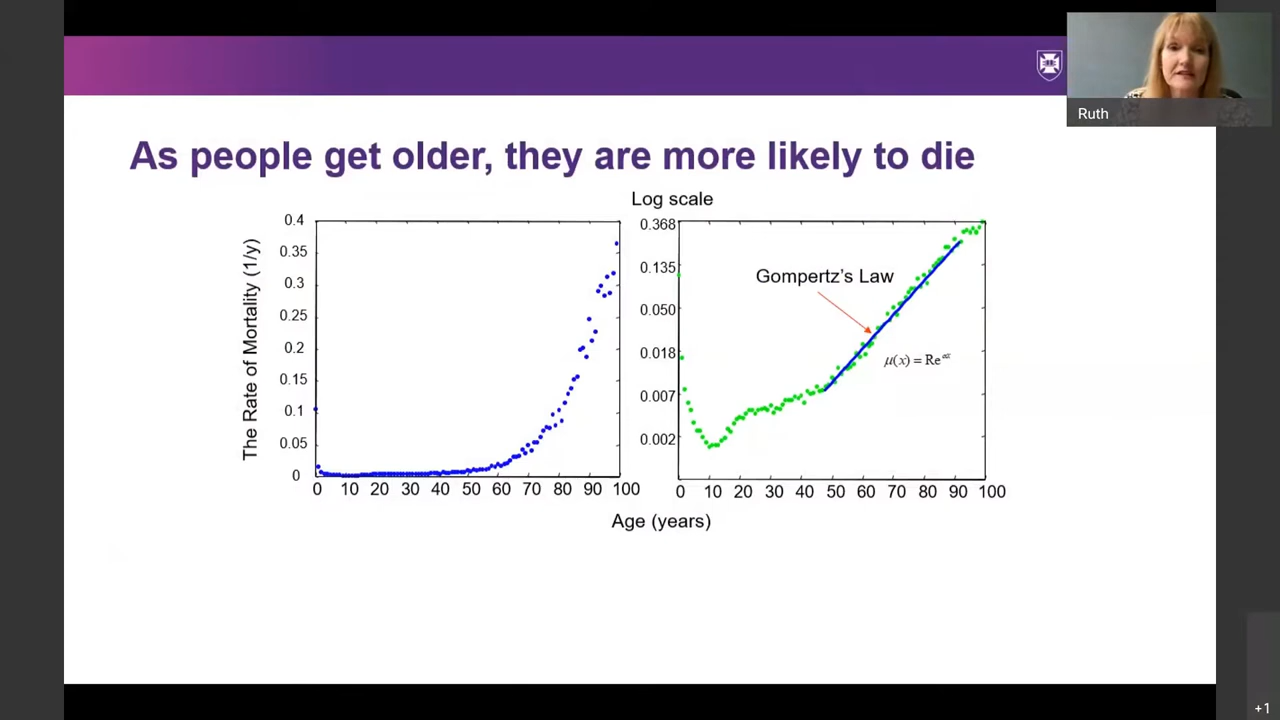 Ruth
As people get older, they are more likely to die
Log scale
The Rate of Mortality (1/y)
0.4
0.35
0.3
0.25
0.2
0.15
0.1
0.05
0
0 10 20 30 40 50 60 70 80 90 100
0.368
0.135
0.050
0.018
0.007
0.002
Gompertz's Law
μ(x) = Re^αx
0 10 20 30 40 50 60 70 80 90 100
Age (years)
+1